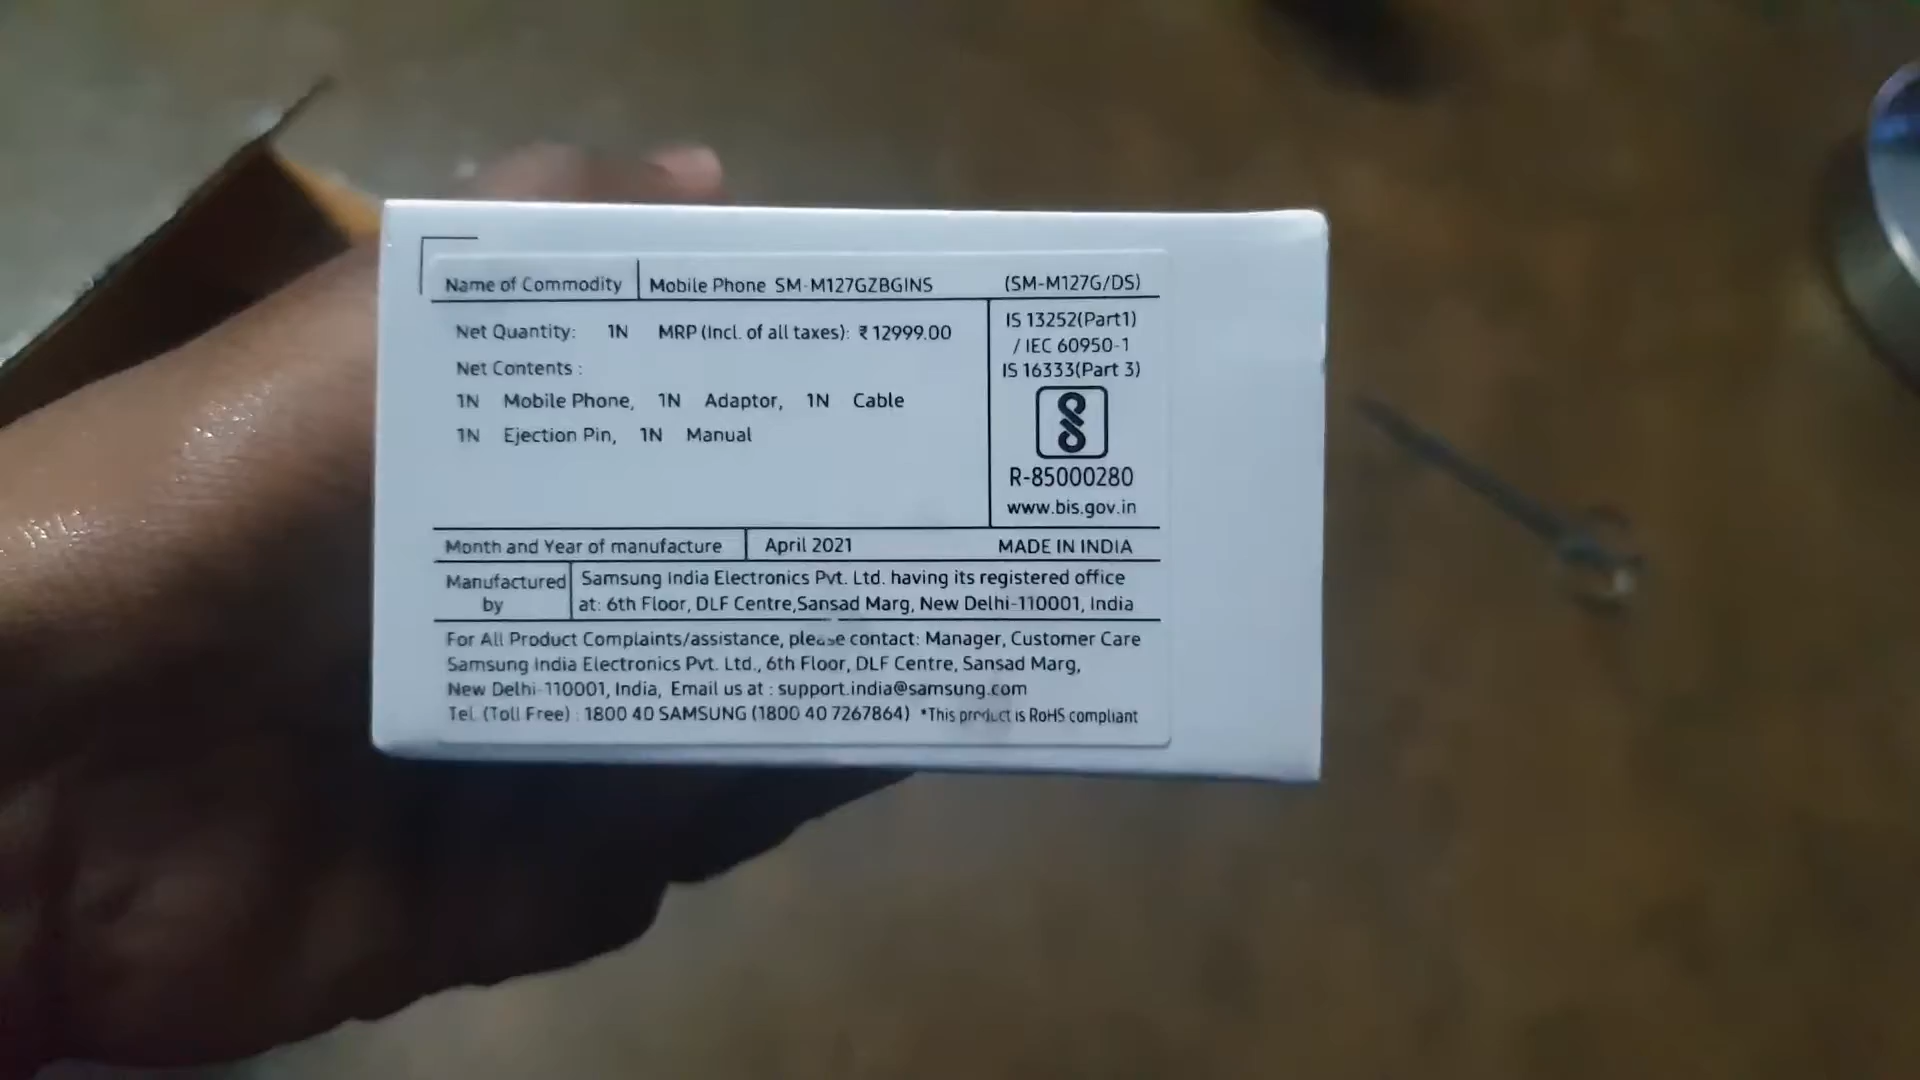 Name of Commodity Mobile Phone SM-M127GZBGINS (SM-M127G/DS)
Net Quantity: 1N MRP (Incl. of all taxes): ₹ 12999.00
Net Contents :
1N Mobile Phone, 1N Adaptor, 1N Cable
1N Ejection Pin, 1N Manual
IS 13252(Part1)
/ IEC 60950-1
IS 16333(Part 3)
R-85000280
www.bis.gov.in
Month and Year of manufacture April 2021 MADE IN INDIA
Manufactured by
Samsung India Electronics Pvt. Ltd. having its registered office
at: 6th Floor, DLF Centre,Sansad Marg, New Delhi-110001, India
For All Product Complaints/assistance, please contact: Manager, Customer Care
Samsung India Electronics Pvt. Ltd., 6th Floor, DLF Centre, Sansad Marg,
New Delhi-110001, India, Email us at : support.india@samsung.com
Tel. (Toll Free) : 1800 40 SAMSUNG (1800 40 7267864) *This product is RoHS compliant